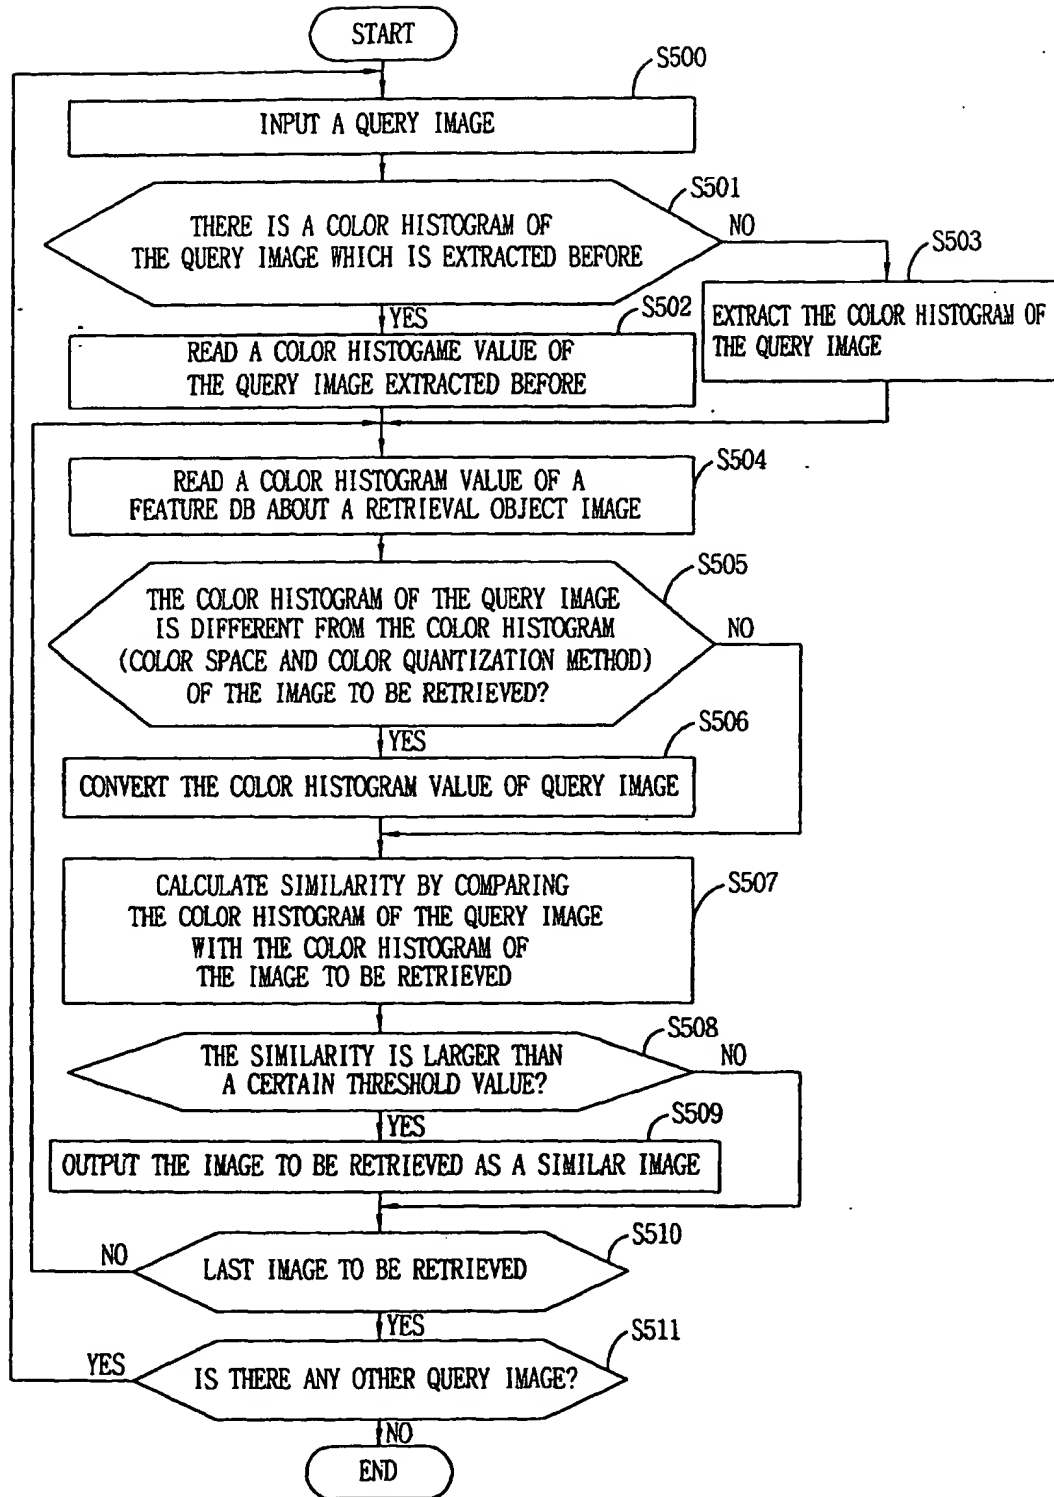 START
S500
INPUT A QUERY IMAGE
S501
THERE IS A COLOR HISTOGRAM OF
THE QUERY IMAGE WHICH IS EXTRACTED BEFORE
NO
S503
YES
S502
EXTRACT THE COLOR HISTOGRAM OF
THE QUERY IMAGE
READ A COLOR HISTOGAME VALUE OF
THE QUERY IMAGE EXTRACTED BEFORE
S504
READ A COLOR HISTOGRAM VALUE OF A
FEATURE DB ABOUT A RETRIEVAL OBJECT IMAGE
S505
THE COLOR HISTOGRAM OF THE QUERY IMAGE
IS DIFFERENT FROM THE COLOR HISTOGRAM
(COLOR SPACE AND COLOR QUANTIZATION METHOD)
OF THE IMAGE TO BE RETRIEVED?
NO
YES
S506
CONVERT THE COLOR HISTOGRAM VALUE OF QUERY IMAGE
S507
CALCULATE SIMILARITY BY COMPARING
THE COLOR HISTOGRAM OF THE QUERY IMAGE
WITH THE COLOR HISTOGRAM OF
THE IMAGE TO BE RETRIEVED
S508
THE SIMILARITY IS LARGER THAN
A CERTAIN THRESHOLD VALUE?
NO
YES
S509
OUTPUT THE IMAGE TO BE RETRIEVED AS A SIMILAR IMAGE
S510
NO
LAST IMAGE TO BE RETRIEVED
YES
S511
YES
IS THERE ANY OTHER QUERY IMAGE?
NO
END